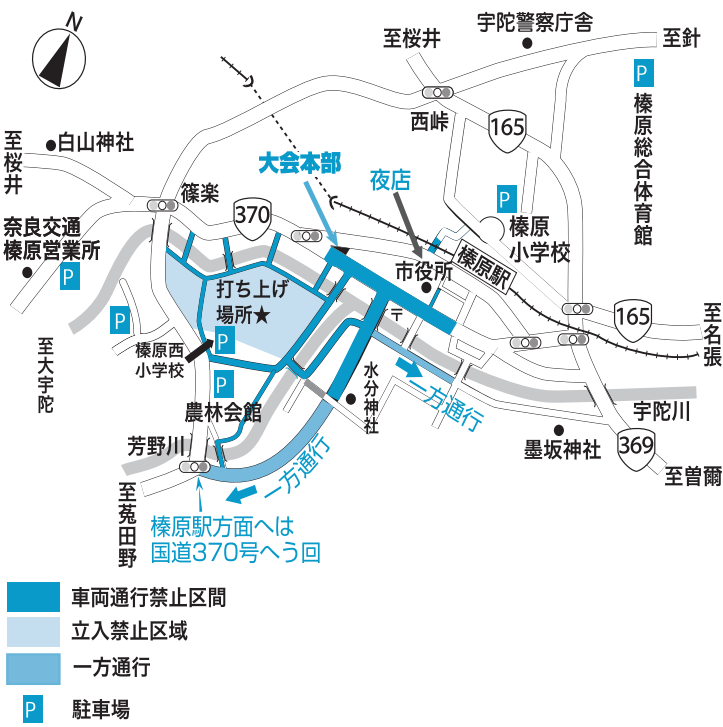 N
至桜井
宇陀警察庁舎
至針
P
榛原総合体育館
西峠
165
至桜井
白山神社
大会本部
夜店
篠楽
P
榛原
小学校
370
奈良交通
榛原営業所
P
市役所
榛原駅
打ち上げ
場所★
〒
P
165
至名張
P
榛原西
小学校
至大宇陀
P
農林会館
水分神社
一方通行
宇陀川
芳野川
墨坂神社
369
至曽爾
一方通行
至菟田野
榛原駅方面へは
国道370号へう回
車両通行禁止区間
立入禁止区域
一方通行
P
駐車場